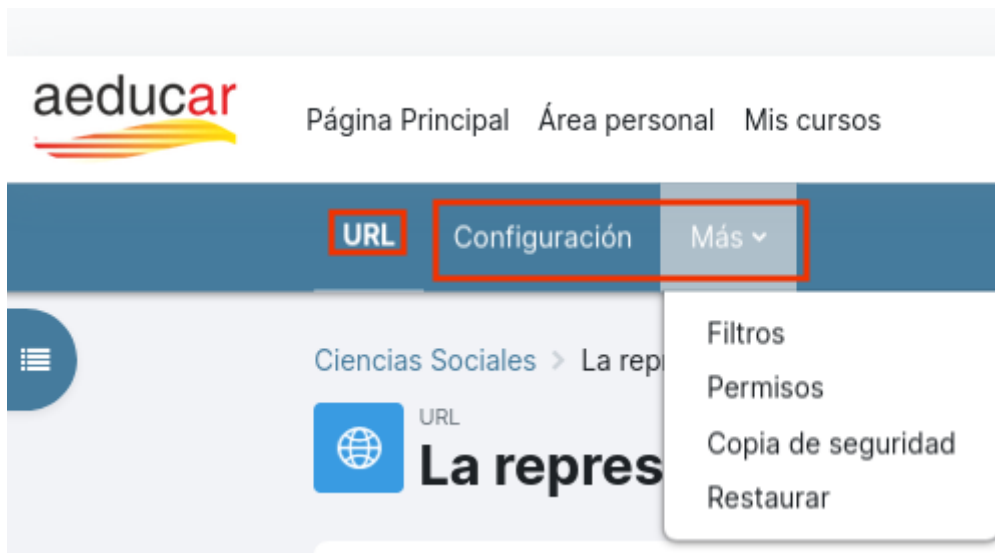 aeducar
Página Principal Área personal Mis cursos
URL Configuración Más
Filtros
Permisos
Copia de seguridad
Restaurar
Ciencias Sociales > La rep
URL
La repres